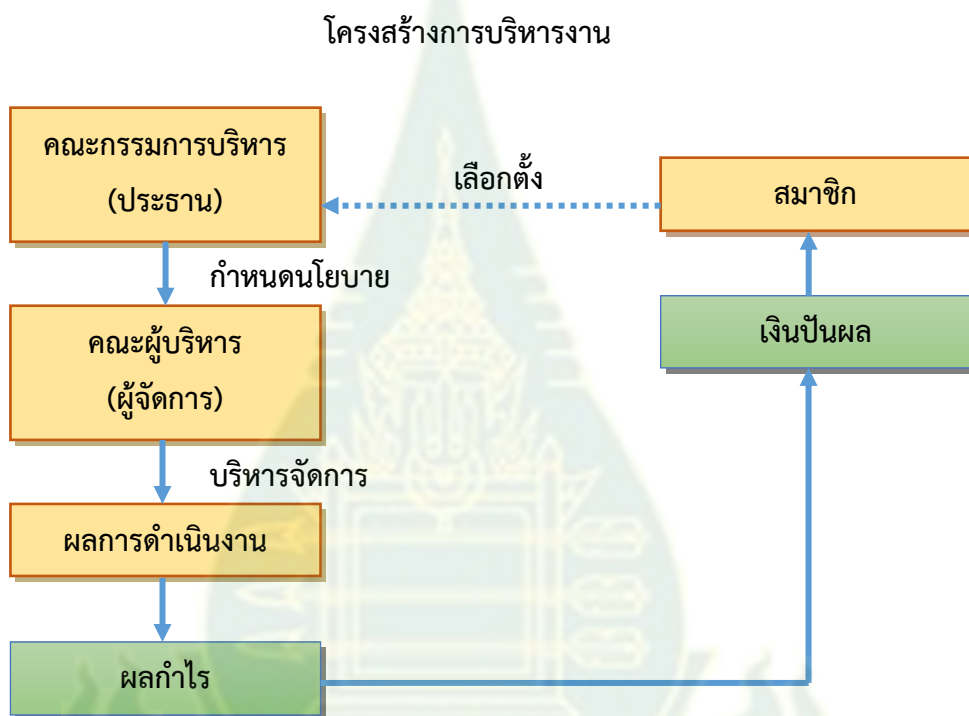 โครงสร้างการบริหารงาน
คณะกรรมการบริหาร
(ประธาน)
เลือกตั้ง
สมาชิก
กำหนดนโยบาย
คณะผู้บริหาร
(ผู้จัดการ)
เงินปันผล
บริหารจัดการ
ผลการดำเนินงาน
ผลกำไร